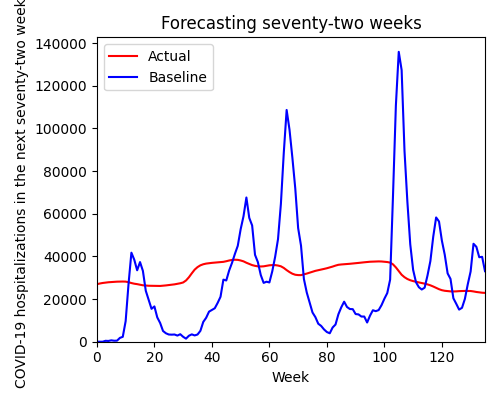 Forecasting seventy-two weeks
COVID-19 hospitalizations in the next seventy-two week
140000
120000
100000
80000
60000
40000
20000
0
Actual
Baseline
0 20 40 60 80 100 120
Week